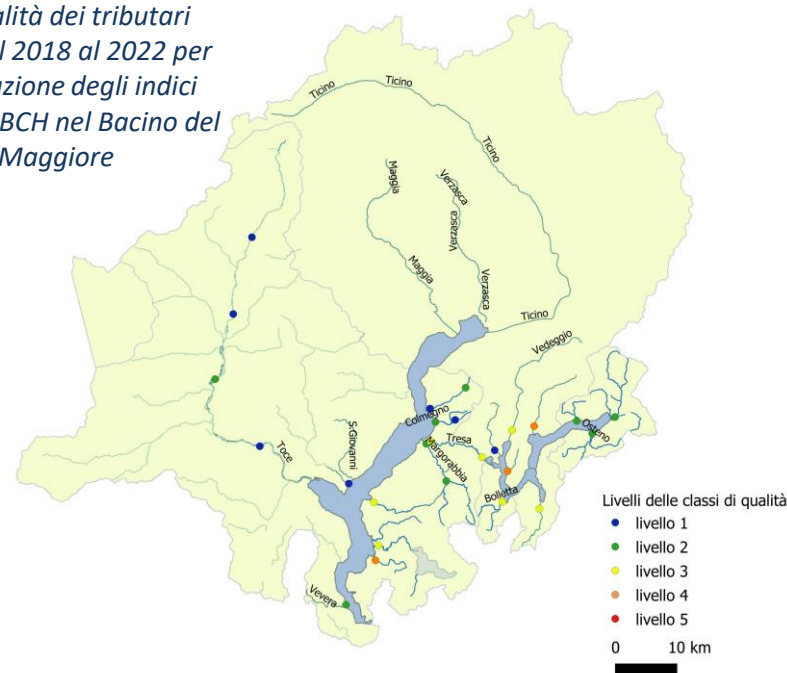 alità dei tributari
l 2018 al 2022 per
azione degli indici
BCH nel Bacino del
Maggiore
Ticino
Ticino
Ticino
Maggia
Verzasca
Verzasca
Maggia
Verzasca
Ticino
Vedeggio
Colmegno
S.Giovanni
Tresa
Osteno
Margorabbia
Toce
Bolletta
Vevera
Livelli delle classi di qualità
livello 1
livello 2
livello 3
livello 4
livello 5
0 10 km